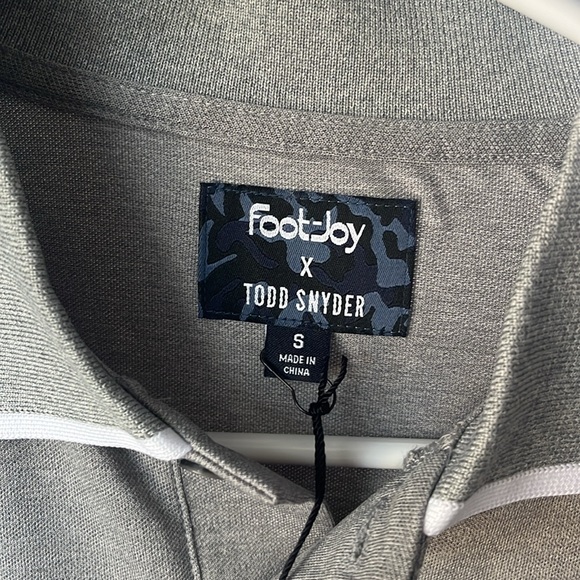 FootJoy
X
TODD SNYDER
S
MADE IN
CHINA